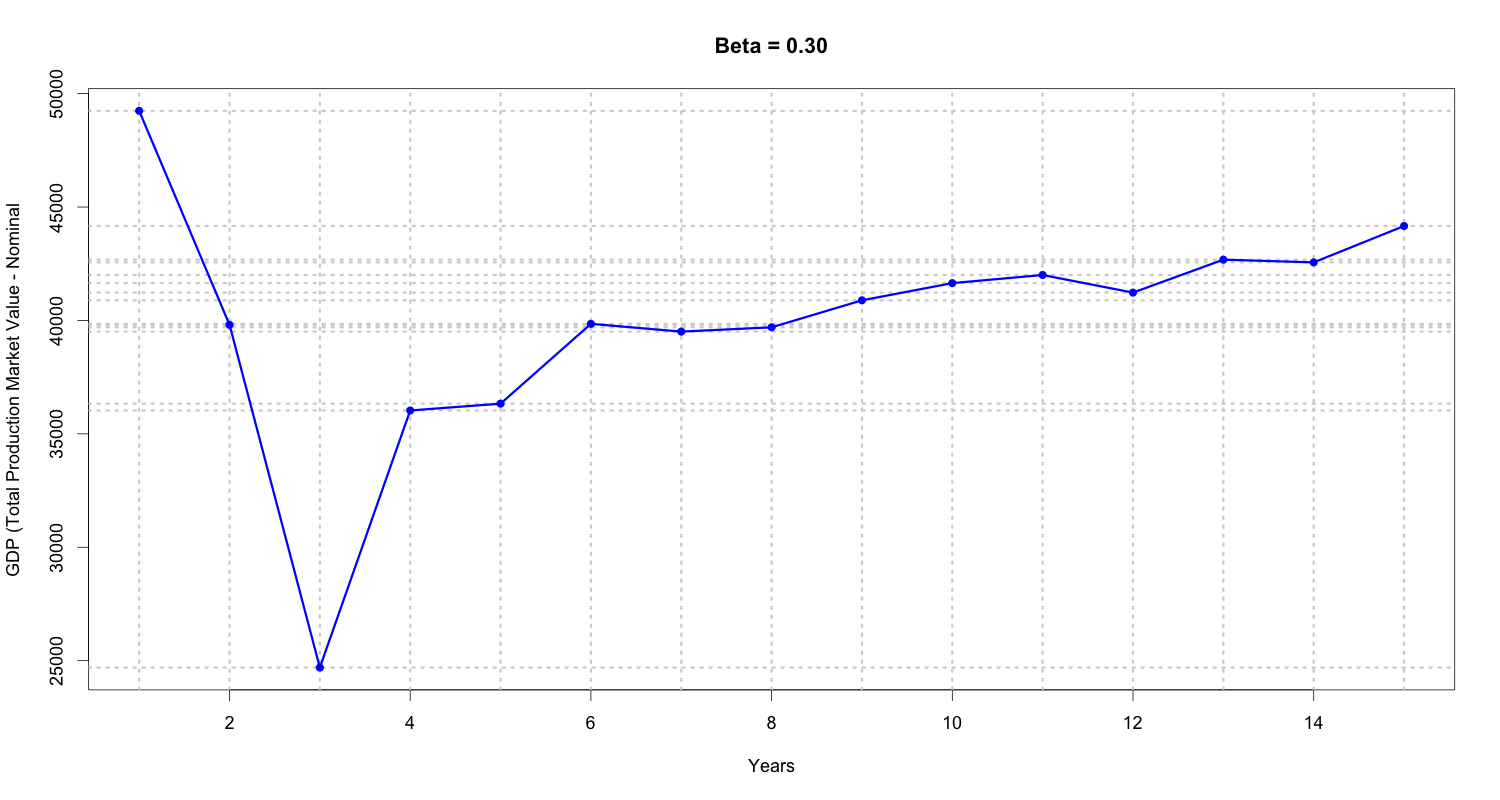 Beta = 0.30
GDP (Total Production Market Value - Nominal
50000
45000
40000
35000
30000
25000
2 4 6 8 10 12 14
Years